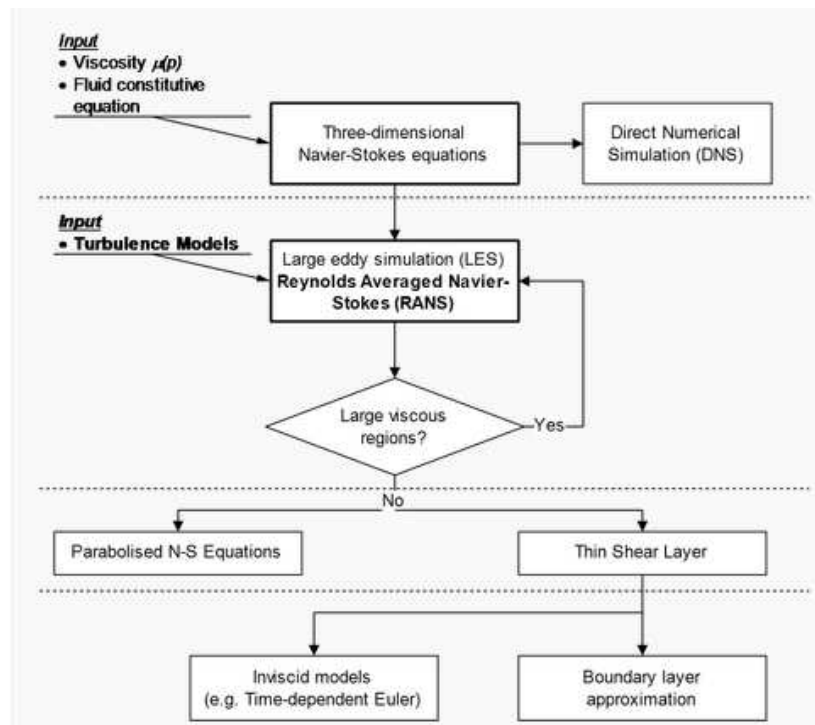 Input
• Viscosity μ(p)
• Fluid constitutive
equation
Three-dimensional
Navier-Stokes equations
Direct Numerical
Simulation (DNS)
Input
• Turbulence Models
Large eddy simulation (LES)
Reynolds Averaged Navier-
Stokes (RANS)
Large viscous
regions?
Yes
No
Parabolised N-S Equations
Thin Shear Layer
Inviscid models
(e.g. Time-dependent Euler)
Boundary layer
approximation